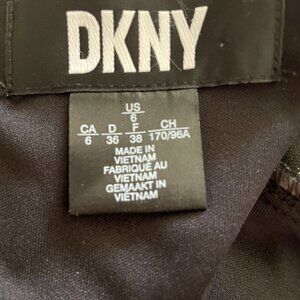 DKNY
US
6
CA D F CH
6 36 38 170/96A
MADE IN
VIETNAM
FABRIQUÉ AU
VIETNAM
GEMAAKT IN
VIETNAM